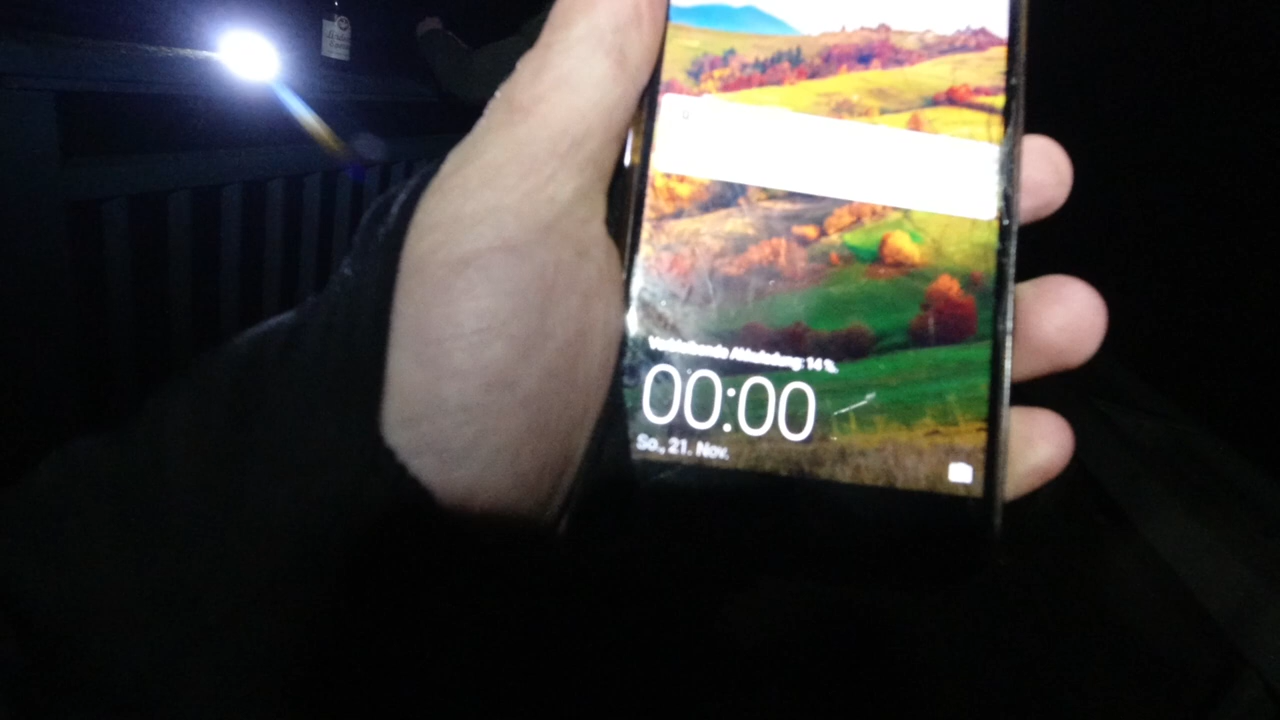 Verbleibende Akkuladung: 14 %.
00:00
So., 21. Nov.